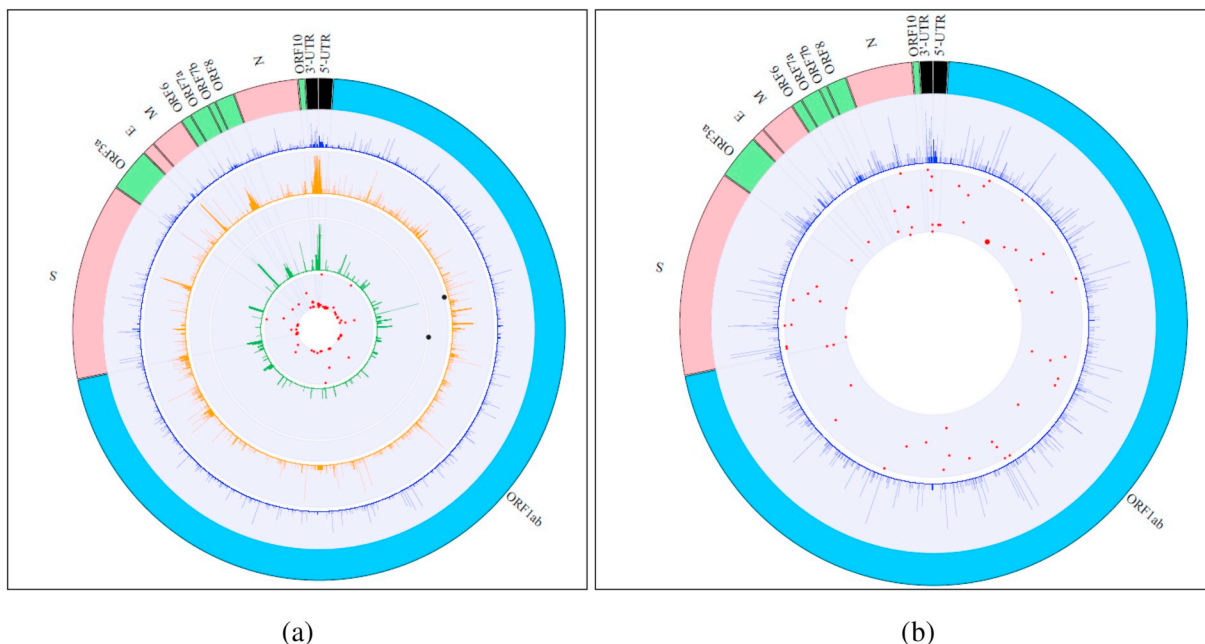 S
ORF3a
E
M
ORF6
ORF7a
ORF7b
ORF8
N
ORF10
3'-UTR
5'-UTR
ORF1ab
(a)
S
ORF3a
E
M
ORF6
ORF7a
ORF7b
ORF8
N
ORF10
3'-UTR
5'-UTR
ORF1ab
(b)